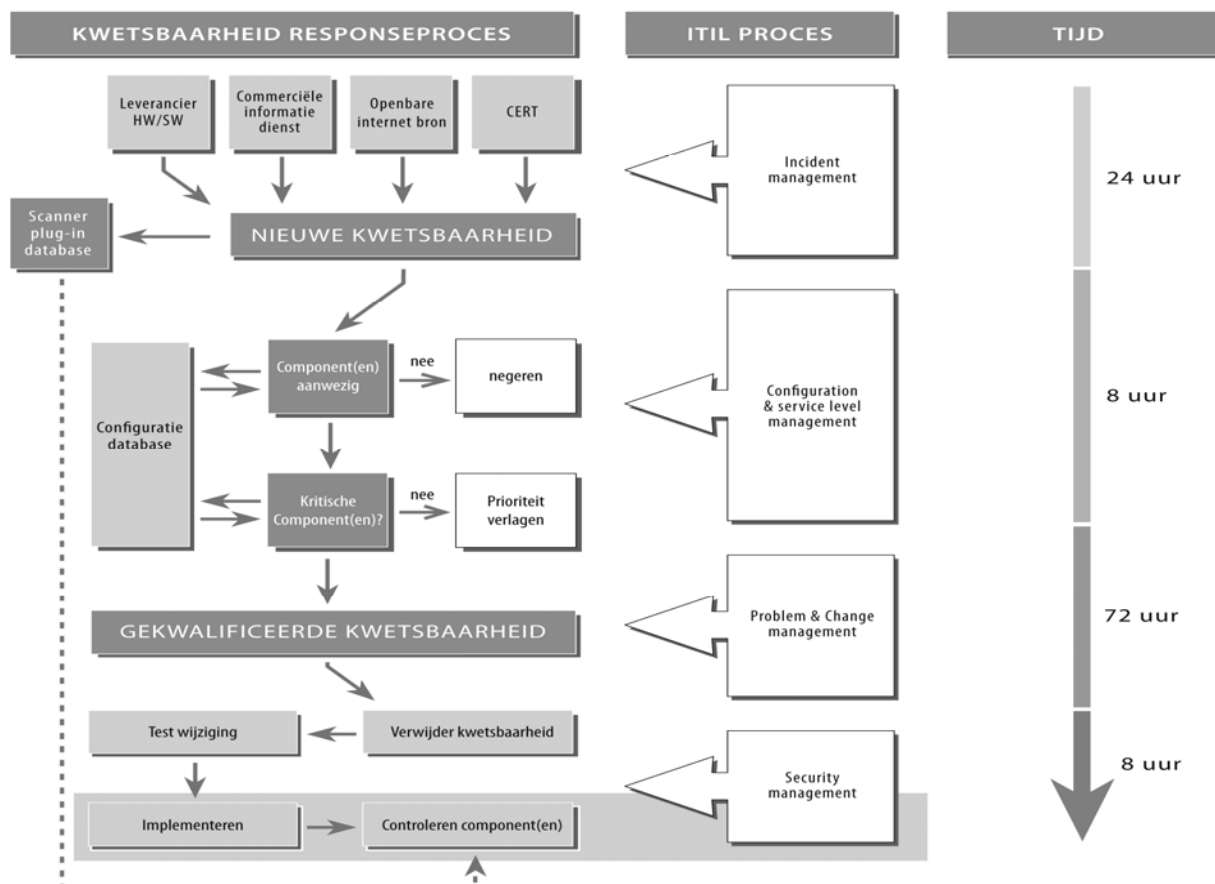 KWETSBAARHEID RESPONSEPROCES
ITIL PROCES
TIJD
Leverancier
HW/SW
Commerciële
informatie
dienst
Openbare
internet bron
CERT
Incident
management
24 uur
Scanner
plug-in
database
NIEUWE KWETSBAARHEID
Configuratie
database
Component(en)
aanwezig
nee
negeren
Configuration
& service level
management
8 uur
Kritische
Component(en)?
nee
Prioriteit
verlagen
GEKWALIFICEERDE KWETSBAARHEID
Problem & Change
management
72 uur
Test wijziging
Verwijder kwetsbaarheid
Security
management
8 uur
Implementeren
Controleren component(en)